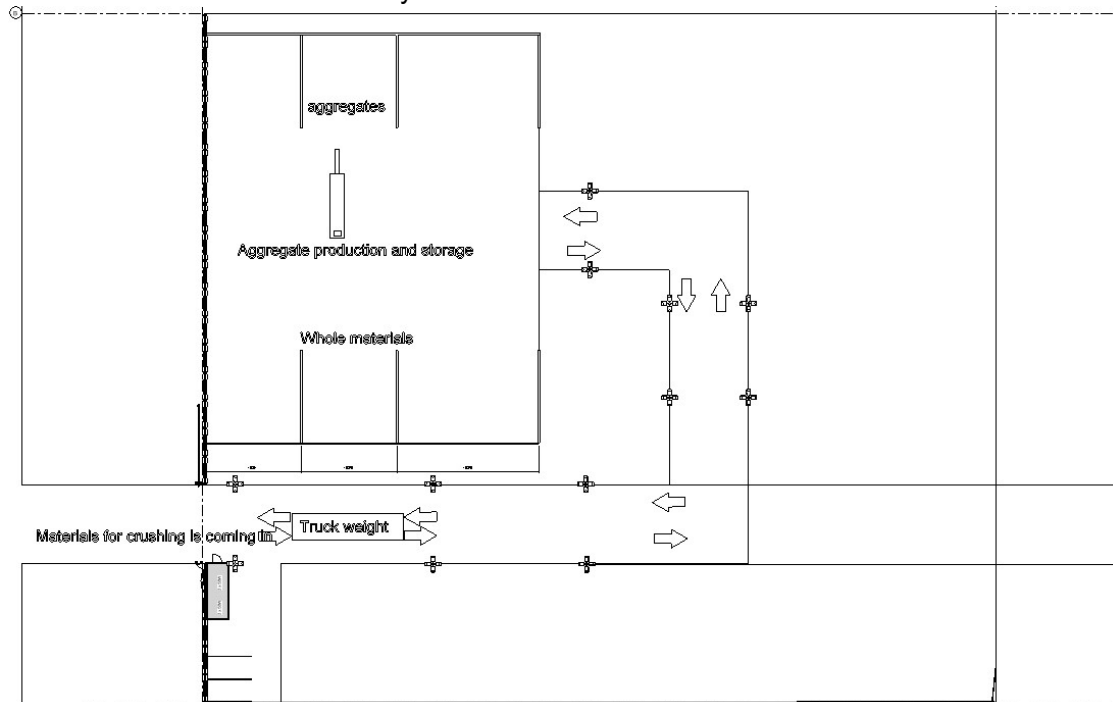 aggregates
Aggregate production and storage
Whole materials
Truck weight
Materials for crushing is coming in